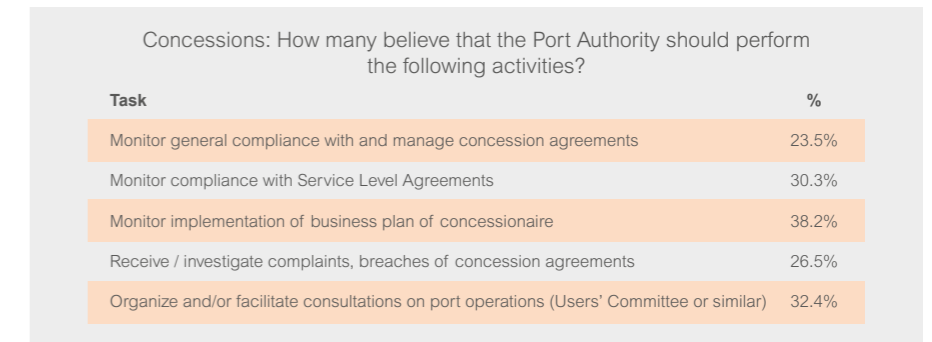 Concessions: How many believe that the Port Authority should perform
the following activities?
Task %
Monitor general compliance with and manage concession agreements 23.5%
Monitor compliance with Service Level Agreements 30.3%
Monitor implementation of business plan of concessionaire 38.2%
Receive / investigate complaints, breaches of concession agreements 26.5%
Organize and/or facilitate consultations on port operations (Users’ Committee or similar) 32.4%